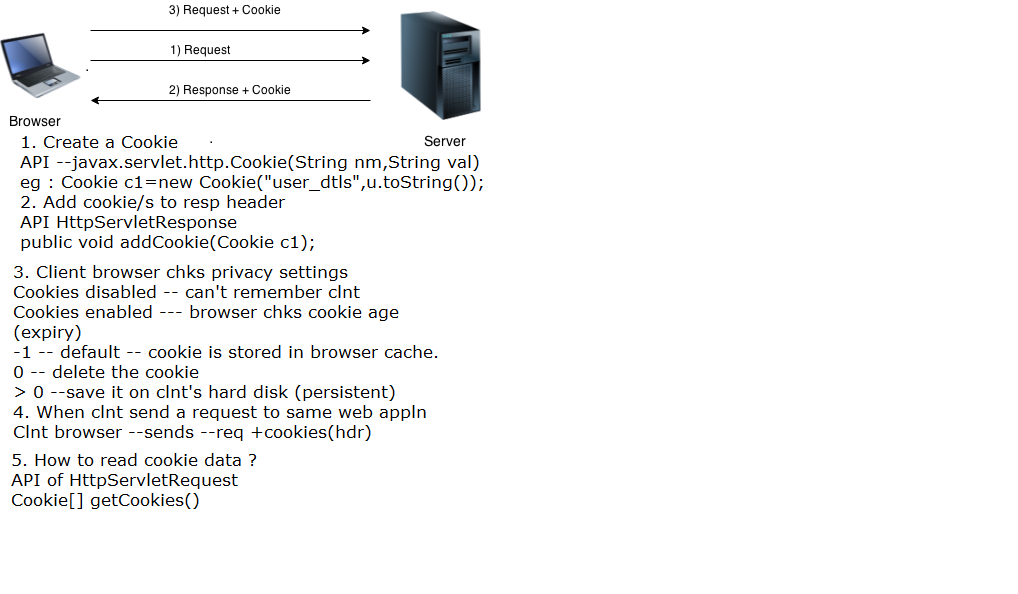 3) Request + Cookie
1) Request
2) Response + Cookie
Browser
Server
1. Create a Cookie
API --javax.servlet.http.Cookie(String nm,String val)
eg : Cookie c1=new Cookie("user_dtls",u.toString());
2. Add cookie/s to resp header
API HttpServletResponse
public void addCookie(Cookie c1);
3. Client browser chks privacy settings
Cookies disabled -- can't remember clnt
Cookies enabled --- browser chks cookie age
(expiry)
-1 -- default -- cookie is stored in browser cache.
0 -- delete the cookie
> 0 --save it on clnt's hard disk (persistent)
4. When clnt send a request to same web appln
Clnt browser --sends --req +cookies(hdr)
5. How to read cookie data ?
API of HttpServletRequest
Cookie[] getCookies()